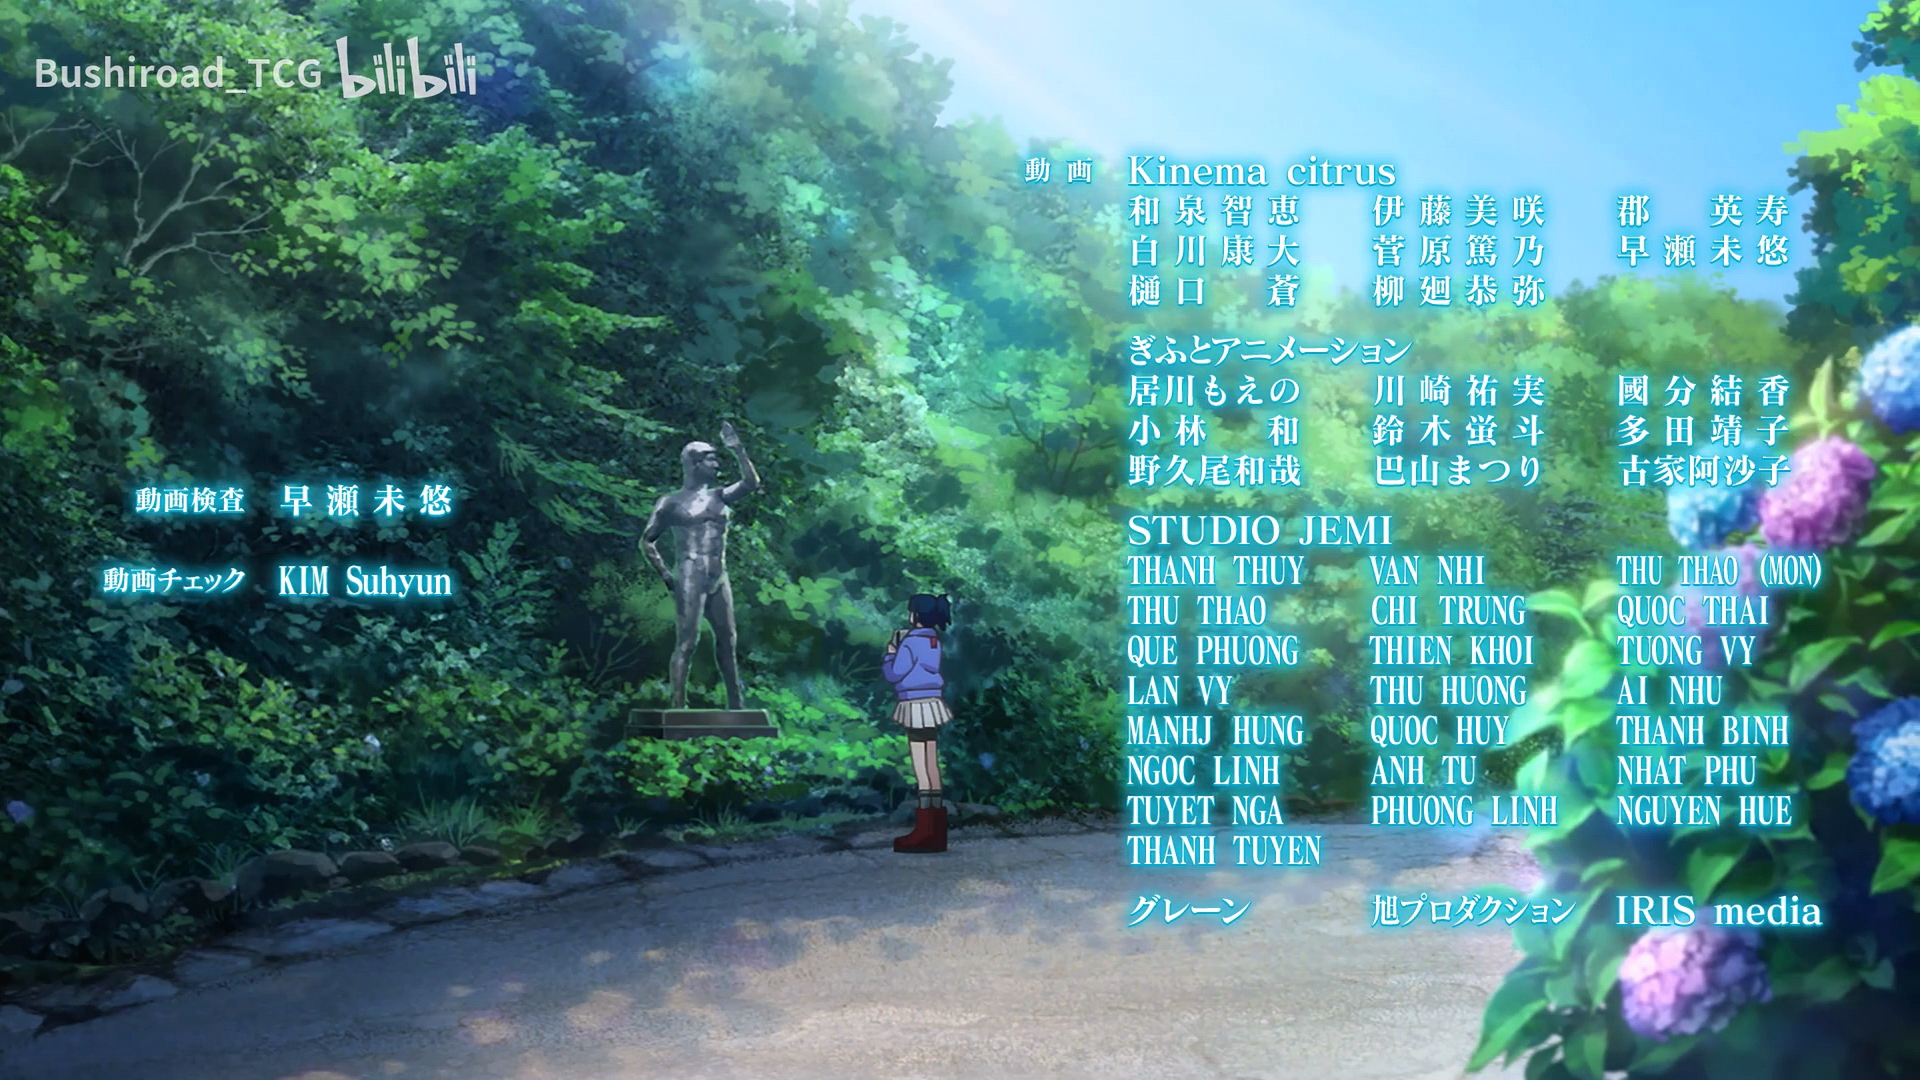 Bushiroad_TCG bilibili
動画検査 早瀬未悠
動画チェック KIM Suhyun
動画 Kinema citrus
和泉智恵 伊藤美咲 郡英寿
白川康大 菅原篤乃 早瀬未悠
樋口蒼 柳廻恭弥
ぎふとアニメーション
居川もえの 川崎祐実 國分結香
小林和 鈴木蛍斗 多田靖子
野久尾和哉 巴山まつり 古家阿沙子
STUDIO JEMI
THANH THUY VAN NHI THU THAO (MON)
THU THAO CHI TRUNG QUOC THAI
QUE PHUONG THIEN KHOI TUONG VY
LAN VY THU HUONG AI NHU
MANHJ HUNG QUOC HUY THANH BINH
NGOC LINH ANH TU NHAT PHU
TUYET NGA PHUONG LINH NGUYEN HUE
THANH TUYEN
グレーン 旭プロダクション IRIS media